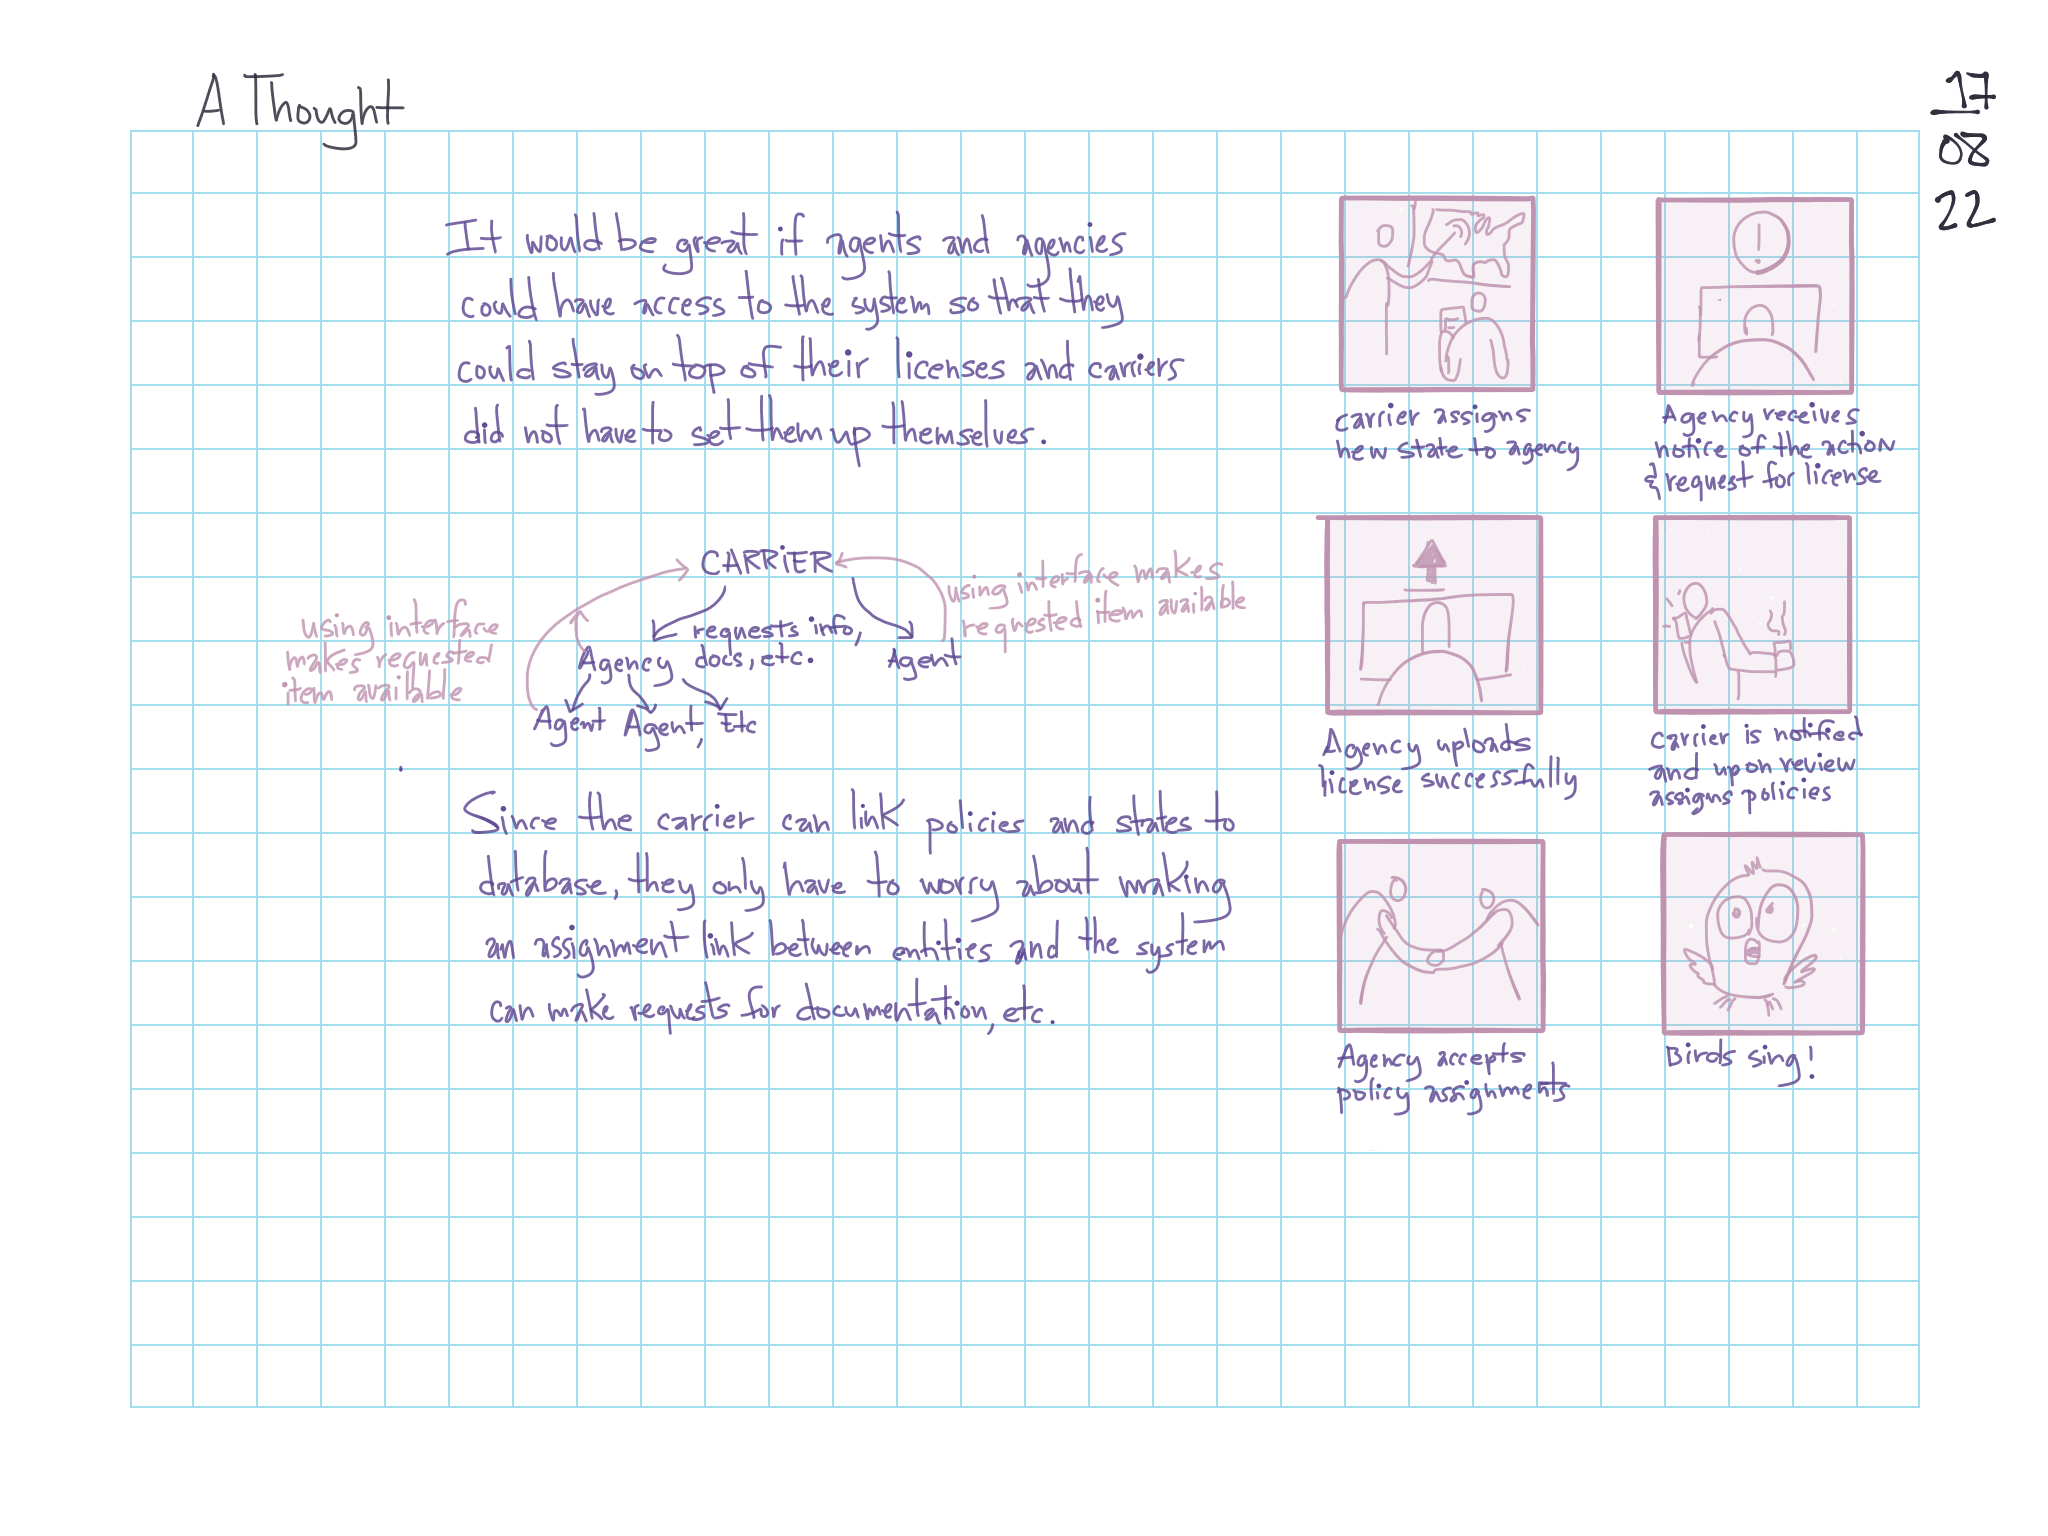 A Thought
17
08
22
It would be great if agents and agencies
could have access to the system so that they
could stay on top of their licenses and carriers
did not have to set them up themselves.
CARRiER
using interface makes
requested item available
using interface
makes requested
item available
requests info,
docs, etc.
Agency
Agent
Agent Agent, Etc
Since the carrier can link policies and states to
database, they only have to worry about making
an assignment link between entities and the system
can make requests for documentation, etc.
carrier assigns
new state to agency
Agency receives
notice of the action
& request for license
Agency uploads
license successfully
carrier is notified
and upon review
assigns policies
Agency accepts
policy assignments
Birds sing!